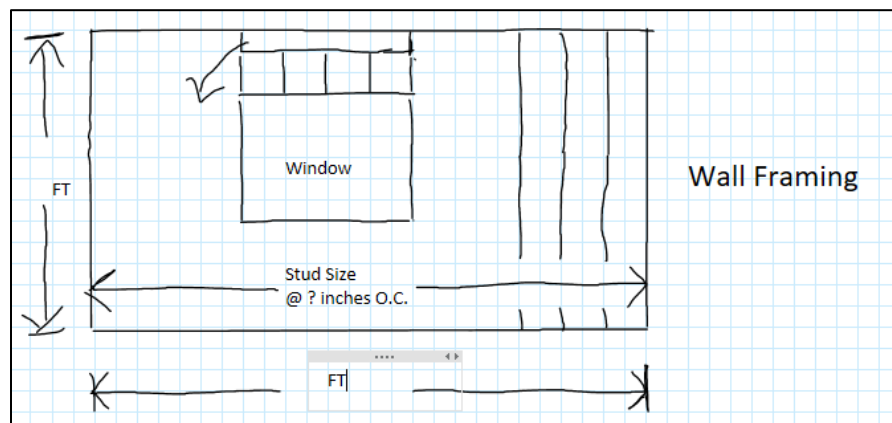 Window
Wall Framing
FT
Stud Size
@ ? inches O.C.
FT